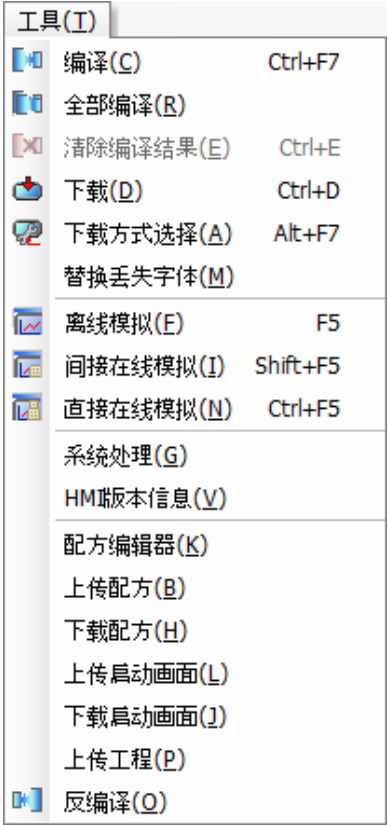 工具(T)
编译(C) Ctrl+F7
全部编译(R)
清除编译结果(E) Ctrl+E
下载(D) Ctrl+D
下载方式选择(A) Alt+F7
替换丢失字体(M)
离线模拟(F) F5
间接在线模拟(I) Shift+F5
直接在线模拟(N) Ctrl+F5
系统处理(G)
HMI版本信息(V)
配方编辑器(K)
上传配方(B)
下载配方(H)
上传启动画面(L)
下载启动画面(J)
上传工程(P)
反编译(O)